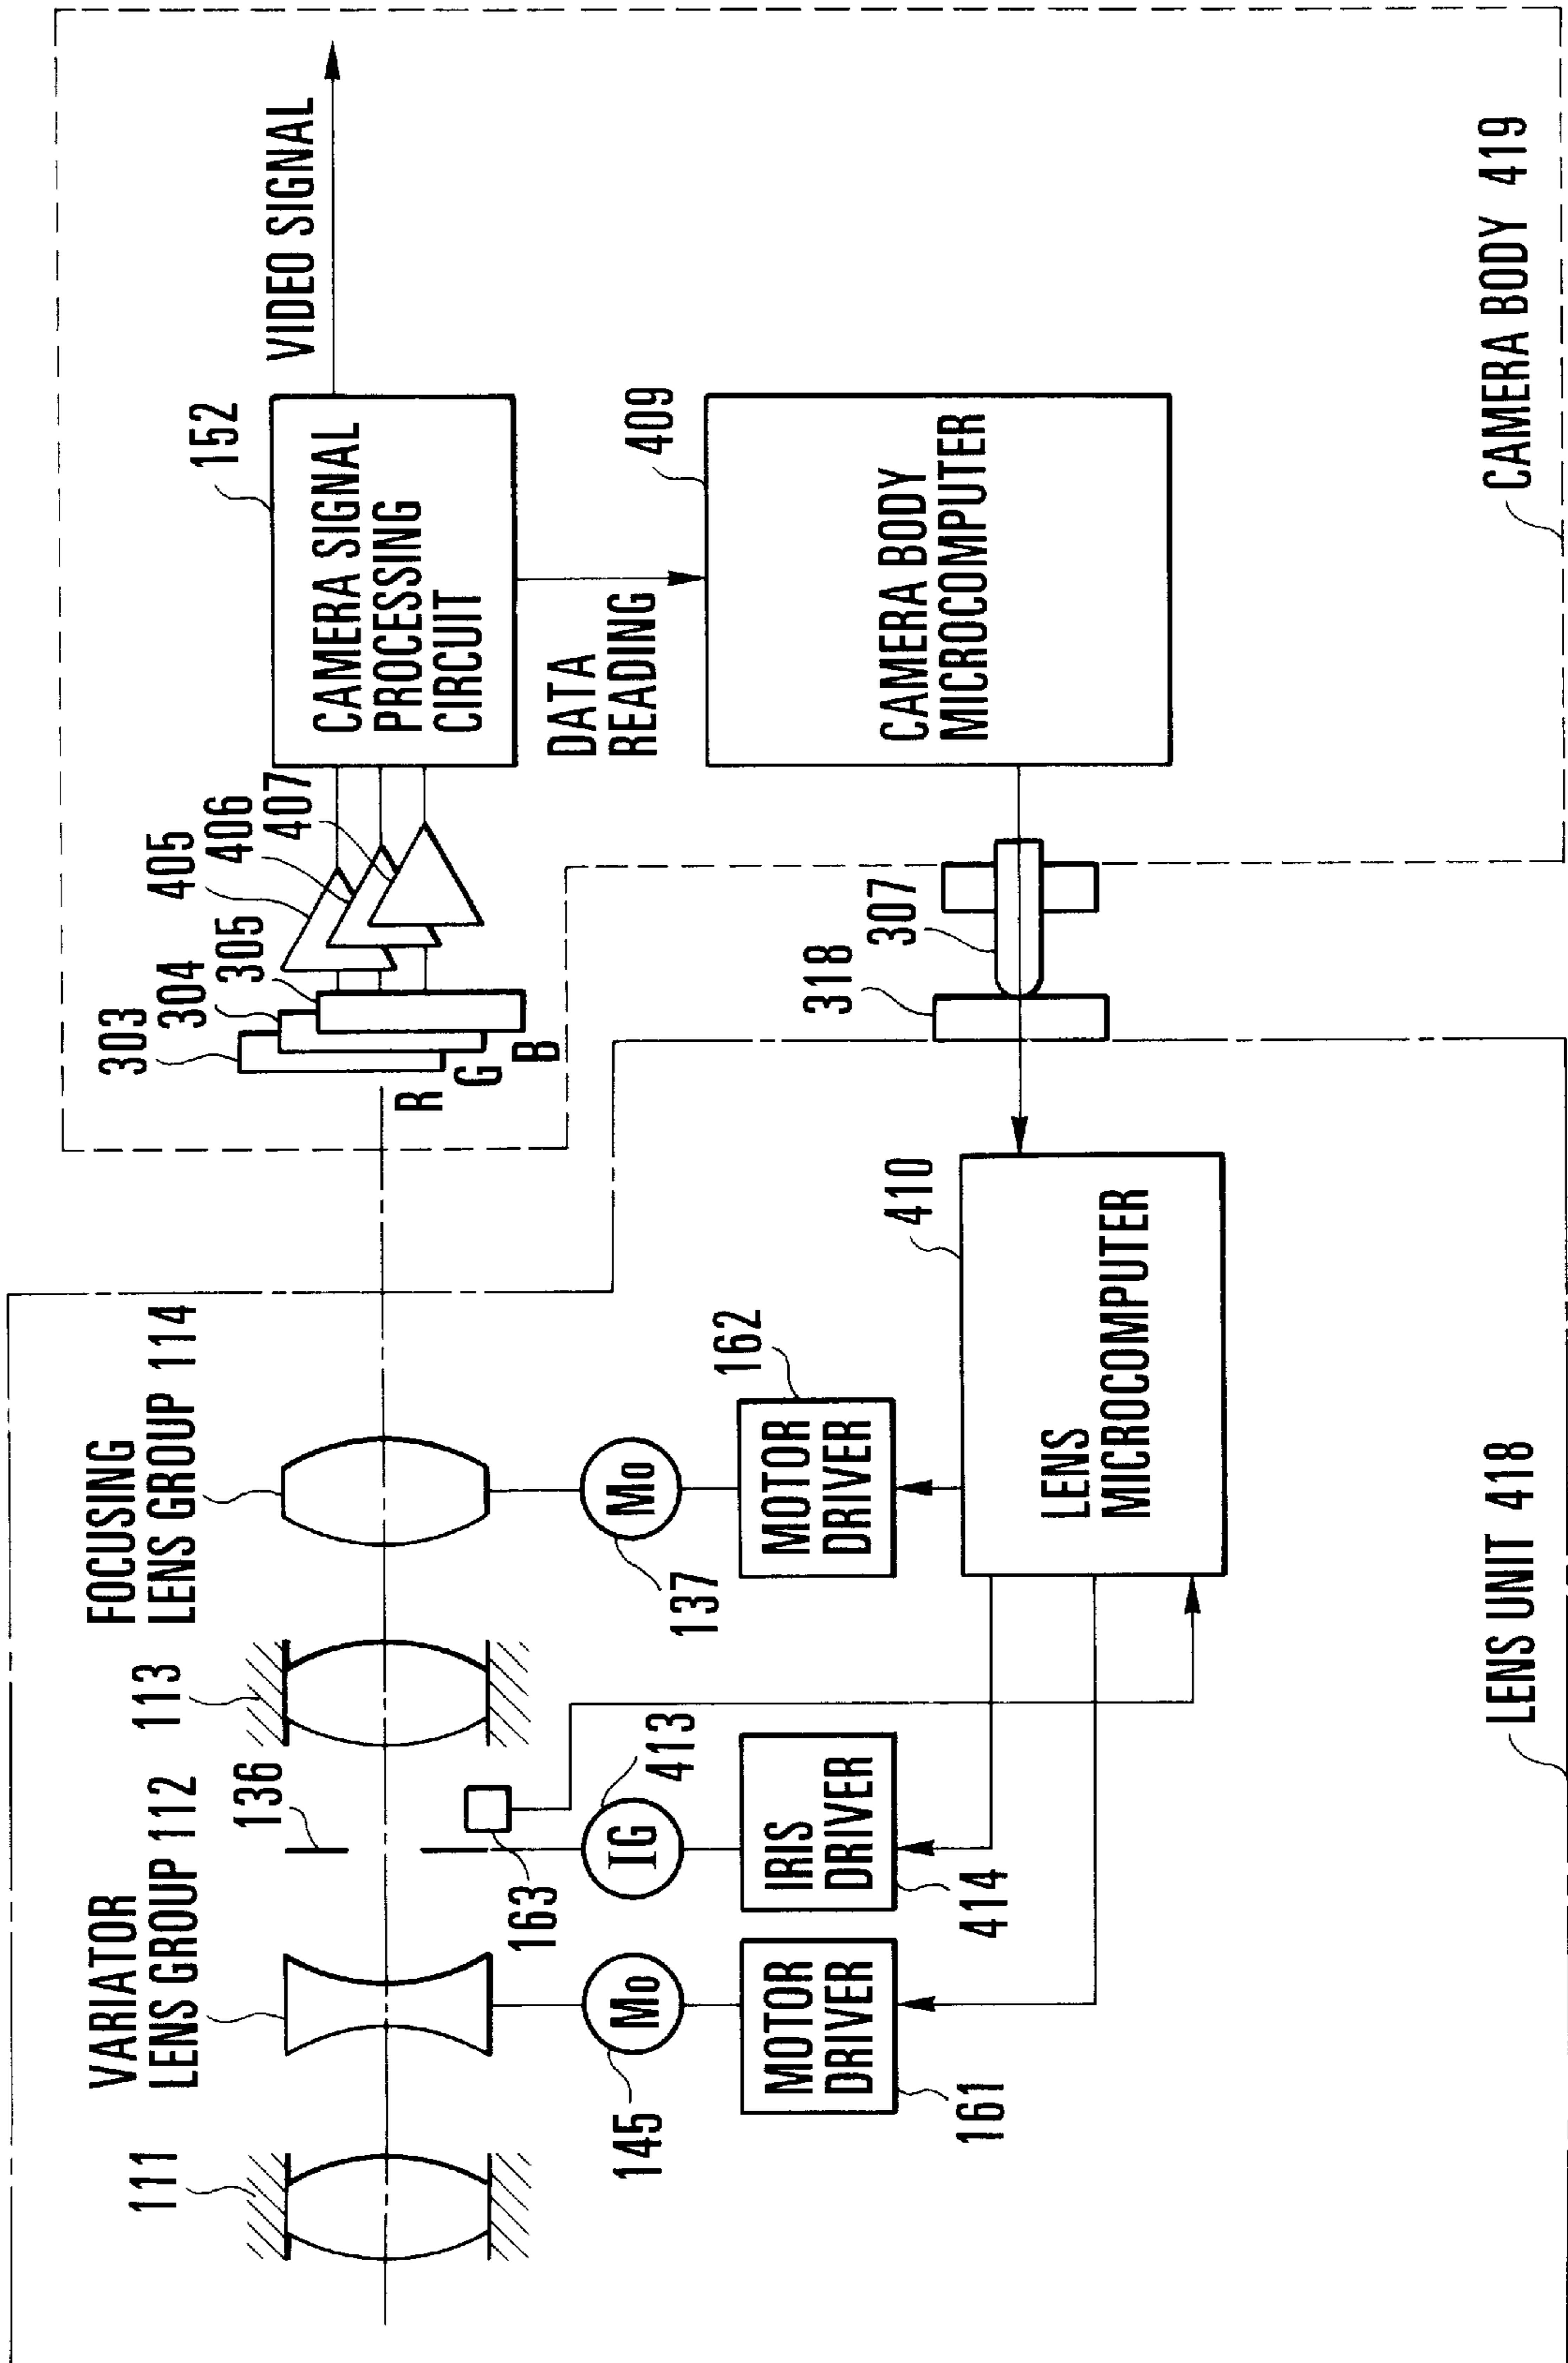 111
VARIATOR
LENS GROUP 112
136
113
FOCUSING
LENS GROUP 114
303
304
305
405
406
407
R
G
B
152
CAMERA SIGNAL
PROCESSING
CIRCUIT
VIDEO SIGNAL
DATA
READING
409
CAMERA BODY
MICROCOMPUTER
307
318
145
Mo
163
IG
413
Mo
137
161
MOTOR
DRIVER
414
IRIS
DRIVER
162
MOTOR
DRIVER
410
LENS
MICROCOMPUTER
LENS UNIT 418
CAMERA BODY 419